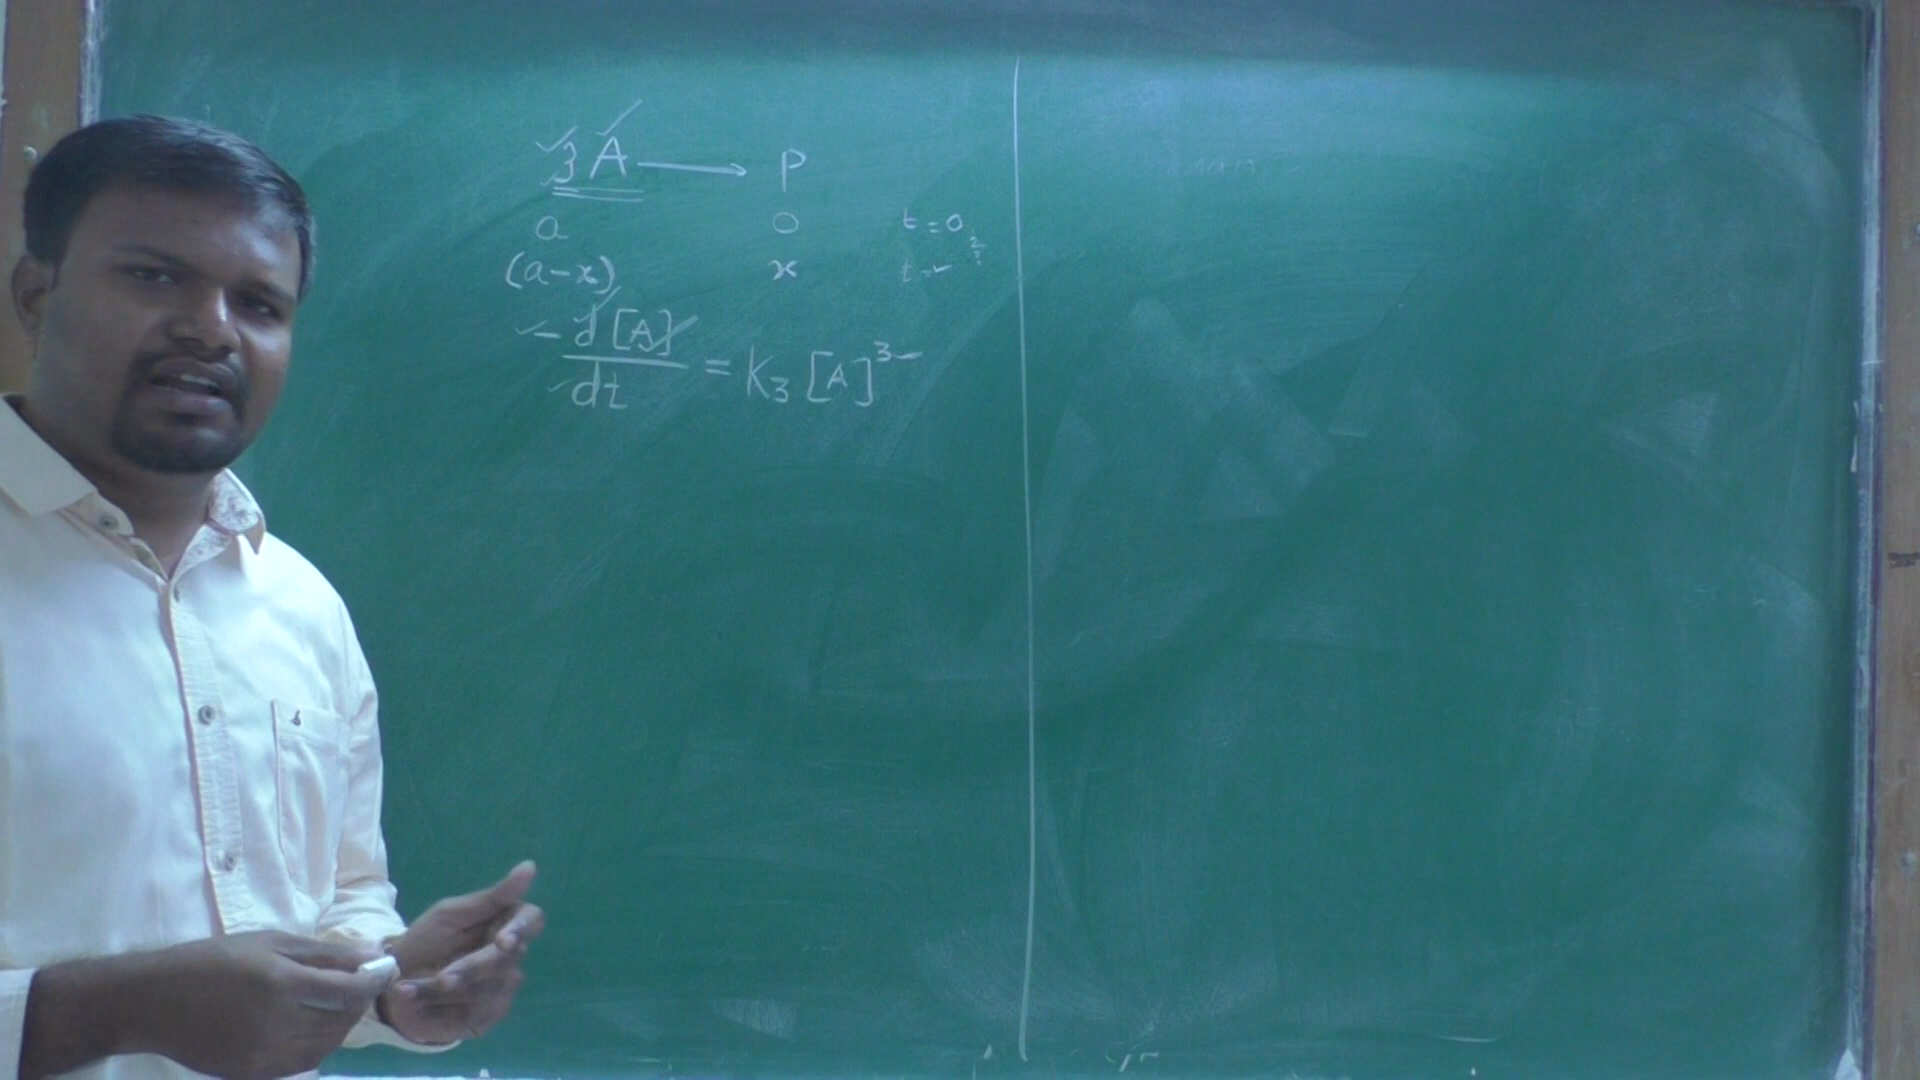 3A ⟶ P
a 0 t = 0
(a-x) x t =
-d[A]
dt = K₃ [A]³